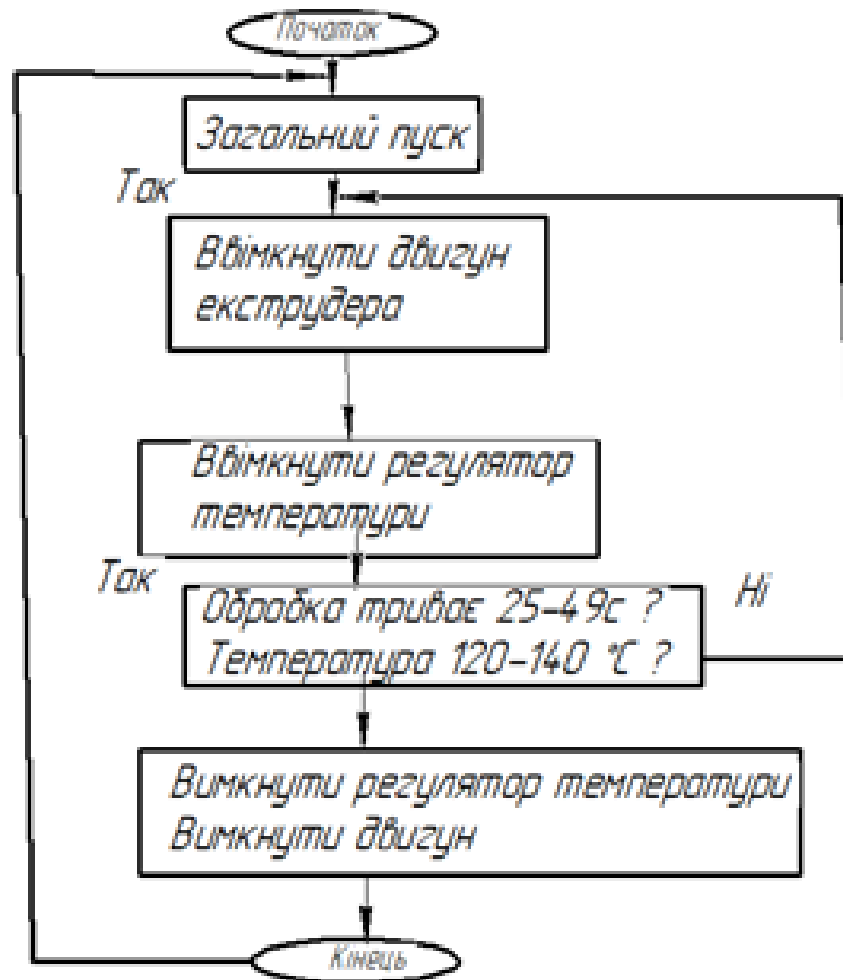 Початок
Загальний пуск
Так
Ввімкнути двигун
екструдера
Ввімкнути регулятор
температури
Так
Обробка триває 25-49с ?
Температура 120-140 °С ?
Ні
Вимкнути регулятор температури
Вимкнути двигун
Кінець